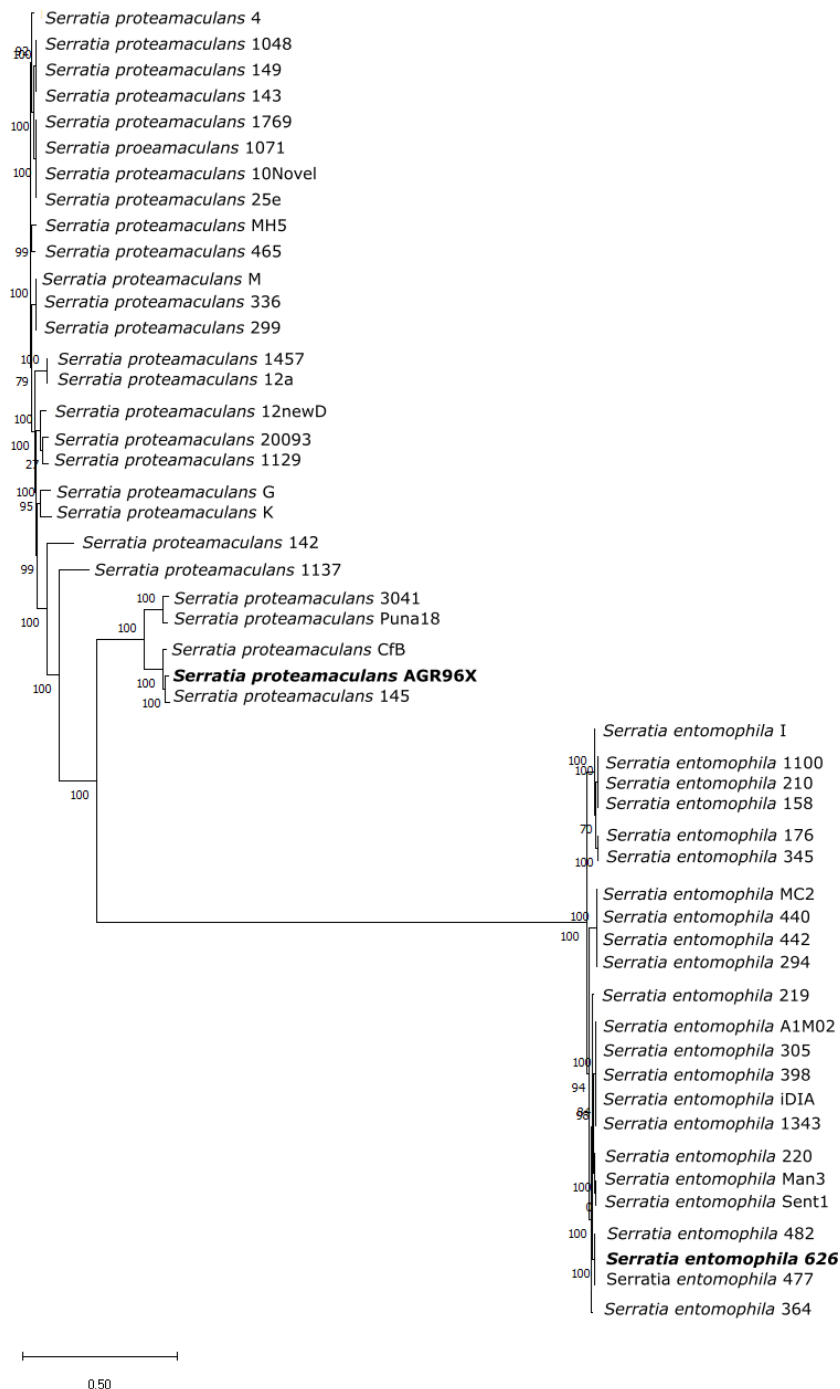 Serratia proteamaculans 4
92
100
Serratia proteamaculans 1048
Serratia proteamaculans 149
Serratia proteamaculans 143
100
Serratia proteamaculans 1769
Serratia proeamaculans 1071
100
Serratia proteamaculans 10Novel
Serratia proteamaculans 25e
Serratia proteamaculans MH5
99
Serratia proteamaculans 465
Serratia proteamaculans M
100
Serratia proteamaculans 336
Serratia proteamaculans 299
100
Serratia proteamaculans 1457
79
Serratia proteamaculans 12a
Serratia proteamaculans 12newD
100
100
Serratia proteamaculans 20093
27
Serratia proteamaculans 1129
100
Serratia proteamaculans G
95
Serratia proteamaculans K
Serratia proteamaculans 142
99
Serratia proteamaculans 1137
100
Serratia proteamaculans 3041
100
Serratia proteamaculans Puna18
100
Serratia proteamaculans CfB
100
Serratia proteamaculans AGR96X
100
100
Serratia proteamaculans 145
Serratia entomophila I
100
100
Serratia entomophila 1100
Serratia entomophila 210
100
Serratia entomophila 158
70
Serratia entomophila 176
100
Serratia entomophila 345
Serratia entomophila MC2
100
Serratia entomophila 440
100
Serratia entomophila 442
Serratia entomophila 294
Serratia entomophila 219
Serratia entomophila A1M02
100
Serratia entomophila 305
94
Serratia entomophila 398
Serratia entomophila iDIA
Serratia entomophila 1343
Serratia entomophila 220
100
Serratia entomophila Man3
0
Serratia entomophila Sent1
100
Serratia entomophila 482
Serratia entomophila 626
100
Serratia entomophila 477
Serratia entomophila 364
0.50